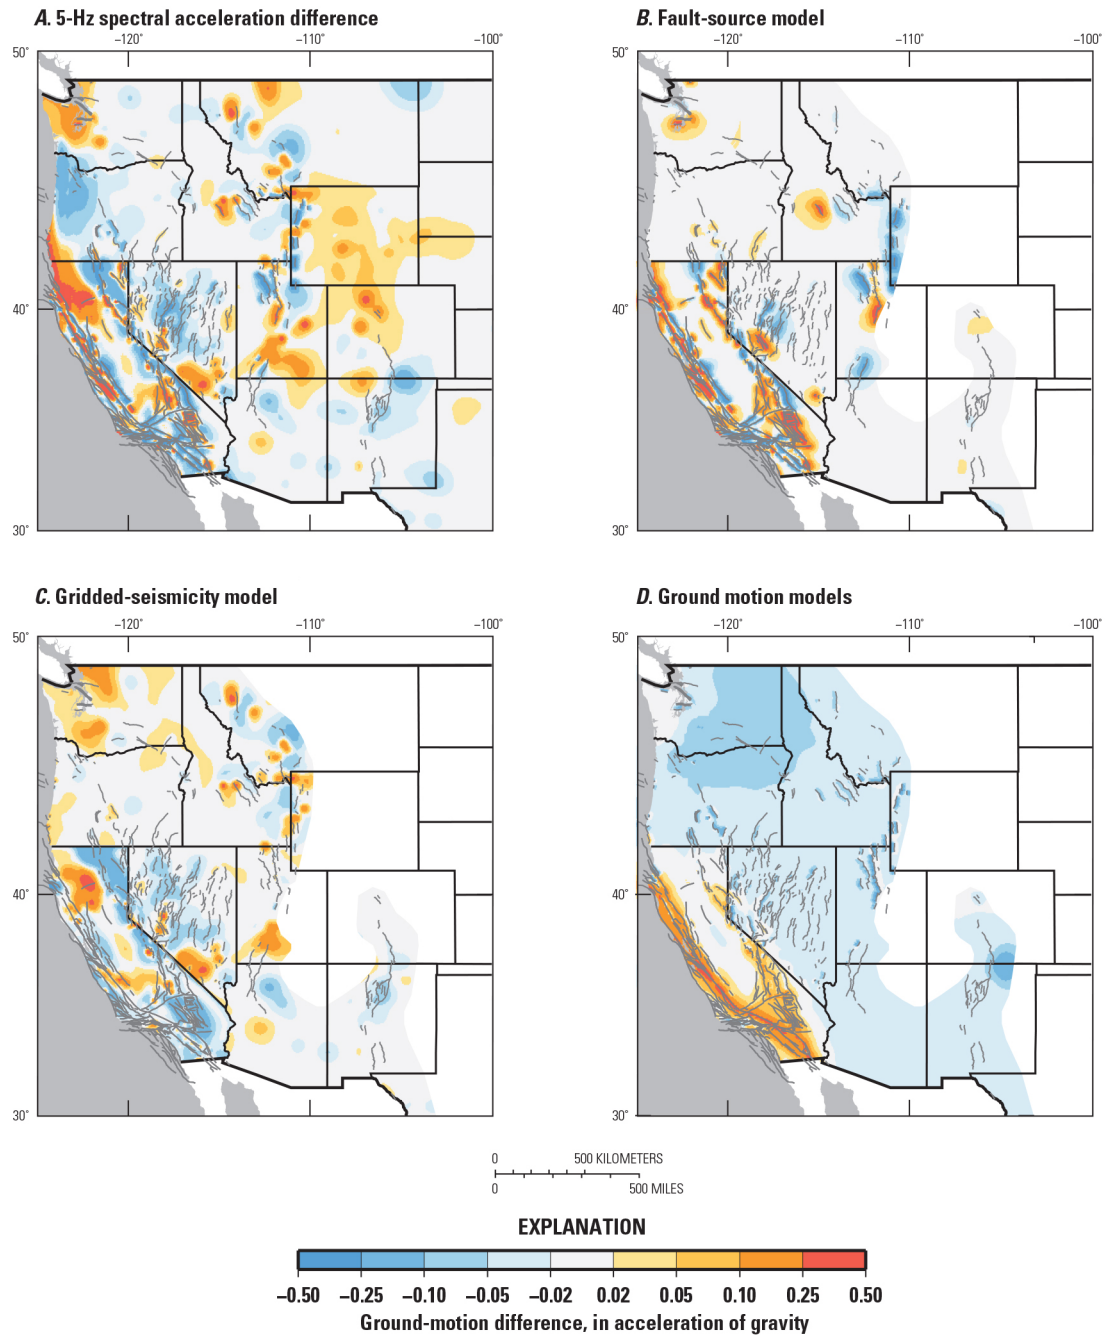 A. 5-Hz spectral acceleration difference
B. Fault-source model
−120°
−110°
−100°
−120°
−110°
−100°
50°
50°
40°
40°
30°
30°
C. Gridded-seismicity model
D. Ground motion models
−120°
−110°
−100°
−120°
−110°
−100°
50°
50°
40°
40°
30°
30°
0 500 KILOMETERS
0 500 MILES
EXPLANATION
−0.50 −0.25 −0.10 −0.05 −0.02 0.02 0.05 0.10 0.25 0.50
Ground-motion difference, in acceleration of gravity